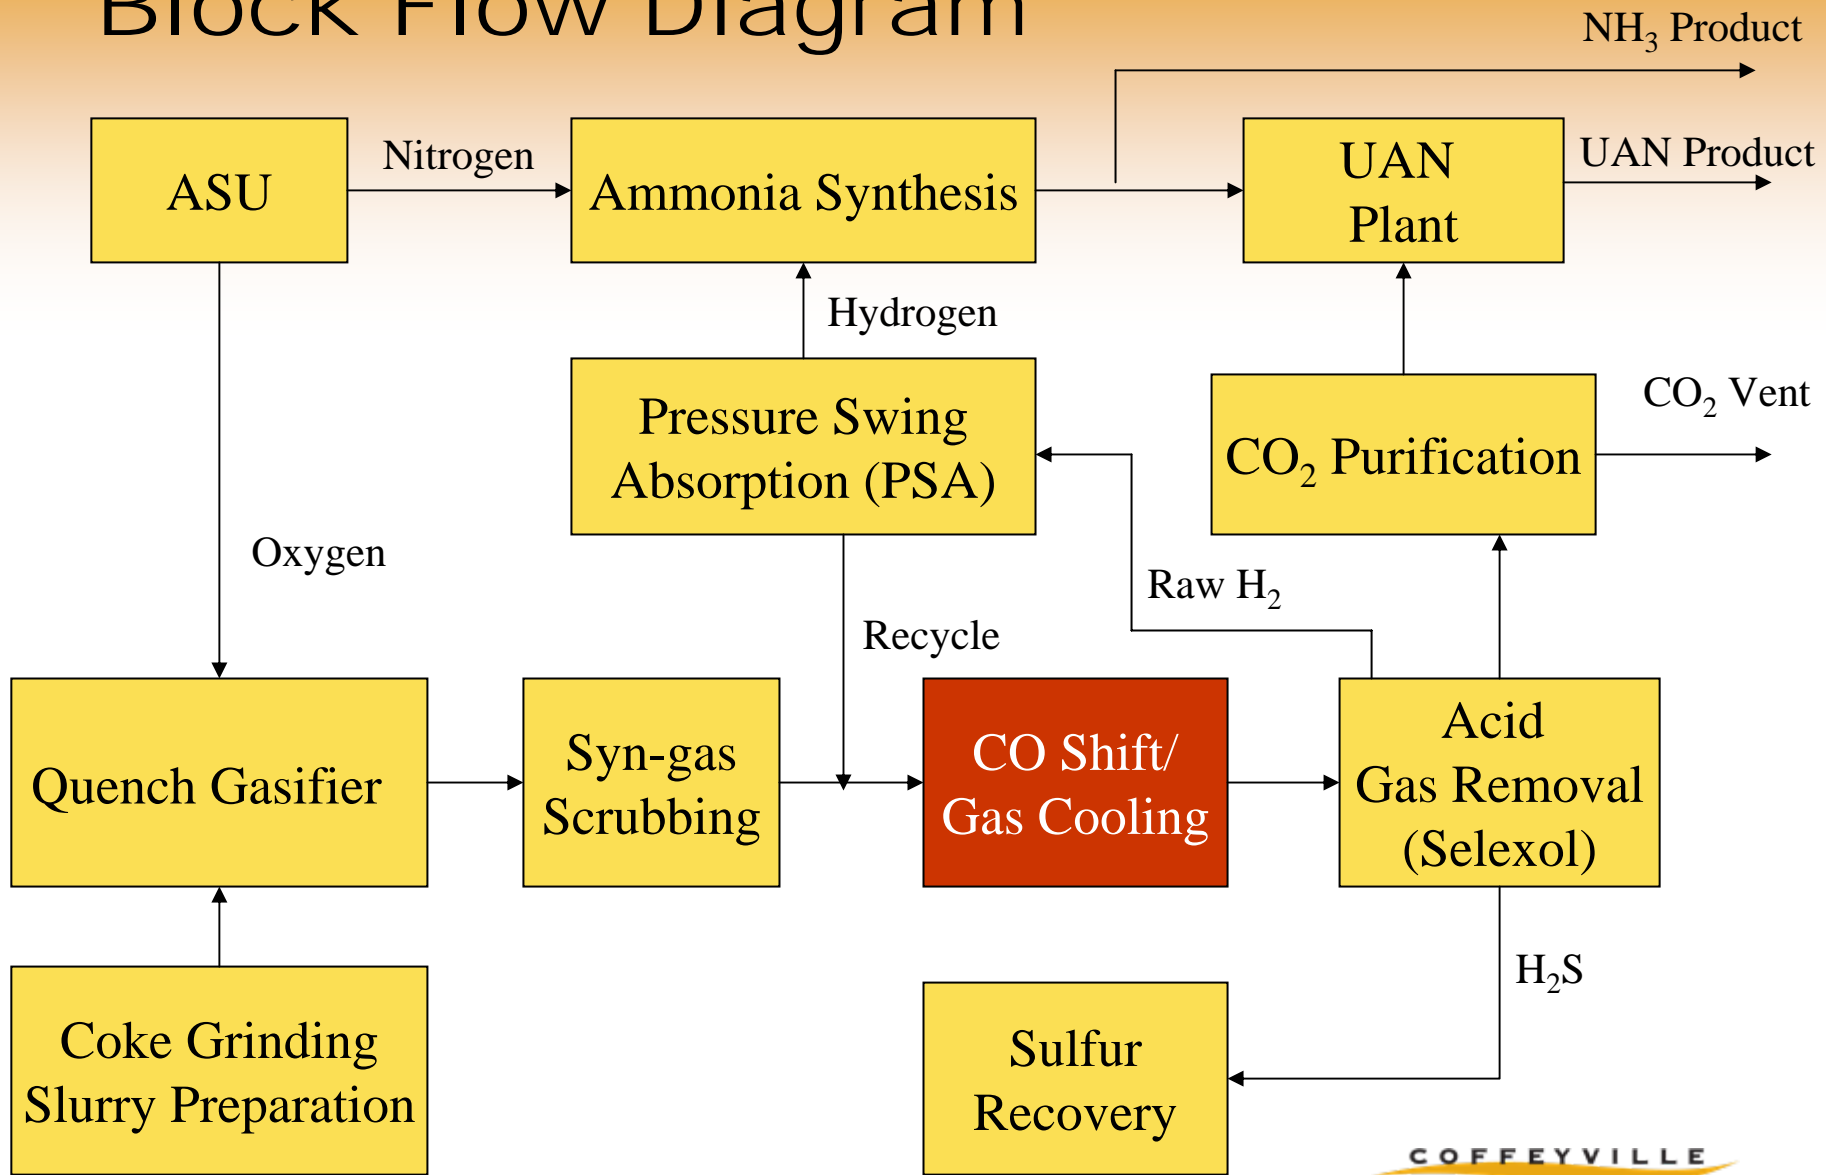 Block Flow Diagram
NH₃ Product
ASU
Nitrogen
Ammonia Synthesis
UAN
Plant
UAN Product
Hydrogen
Pressure Swing
Absorption (PSA)
CO₂ Purification
CO₂ Vent
Oxygen
Raw H₂
Recycle
Quench Gasifier
Syn-gas
Scrubbing
CO Shift/
Gas Cooling
Acid
Gas Removal
(Selexol)
H₂S
Coke Grinding
Slurry Preparation
Sulfur
Recovery
COFFEYVILLE